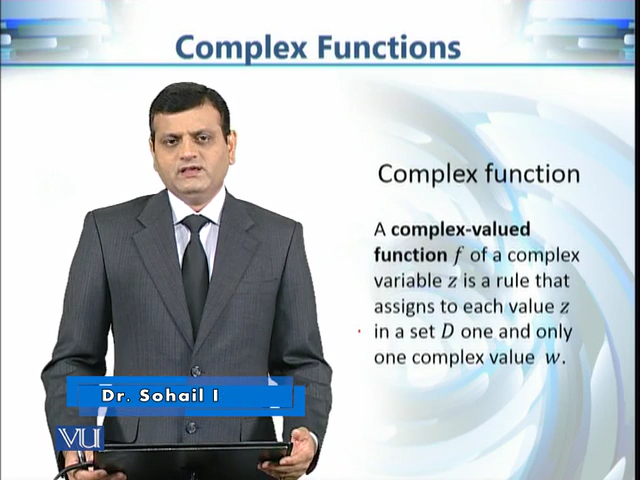 Complex Functions
Complex function
A complex-valued
function f of a complex
variable z is a rule that
assigns to each value z
in a set D one and only
one complex value w.
Dr. Sohail I
VU